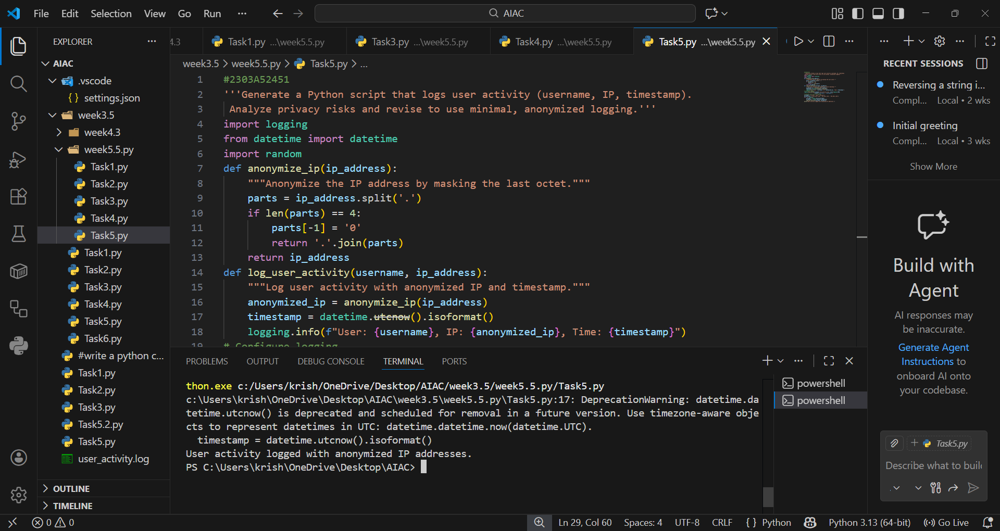 File Edit Selection View Go Run
AIAC
EXPLORER
AIAC
.vscode
{ } settings.json
week3.5
week4.3
week5.5.py
Task1.py
Task2.py
Task3.py
Task4.py
Task5.py
Task1.py
Task2.py
Task3.py
Task4.py
Task5.py
Task6.py
#write a python c...
Task1.py
Task2.py
Task3.py
Task5.2.py
Task5.py
user_activity.log
OUTLINE
TIMELINE
4.3 Task1.py ...\week5.5.py Task3.py ...\week5.5.py Task4.py ...\week5.5.py Task5.py ...\week5.5.py
week3.5 > week5.5.py > Task5.py > ...
1 #2303A52451
2 '''Generate a Python script that logs user activity (username, IP, timestamp).
3 Analyze privacy risks and revise to use minimal, anonymized logging.'''
4 import logging
5 from datetime import datetime
6 import random
7 def anonymize_ip(ip_address):
8 """Anonymize the IP address by masking the last octet."""
9 parts = ip_address.split('.')
10 if len(parts) == 4:
11 parts[-1] = '0'
12 return '.'.join(parts)
13 return ip_address
14 def log_user_activity(username, ip_address):
15 """Log user activity with anonymized IP and timestamp."""
16 anonymized_ip = anonymize_ip(ip_address)
17 timestamp = datetime.utcnow().isoformat()
18 logging.info(f"User: {username}, IP: {anonymized_ip}, Time: {timestamp}")
19 # Configure logging
PROBLEMS OUTPUT DEBUG CONSOLE TERMINAL PORTS
thon.exe c:/Users/krish/OneDrive/Desktop/AIAC/week3.5/week5.5.py/Task5.py
c:\Users\krish\OneDrive\Desktop\AIAC\week3.5\week5.5.py\Task5.py:17: DeprecationWarning: datetime.da
tetime.utcnow() is deprecated and scheduled for removal in a future version. Use timezone-aware obje
cts to represent datetimes in UTC: datetime.datetime.now(datetime.UTC).
timestamp = datetime.utcnow().isoformat()
User activity logged with anonymized IP addresses.
PS C:\Users\krish\OneDrive\Desktop\AIAC>
powershell
powershell
RECENT SESSIONS
Reversing a string i...
Compl... Local • 2 wks
Initial greeting
Compl... Local • 3 wks
Show More
Build with
Agent
AI responses may
be inaccurate.
Generate Agent
Instructions to
onboard AI onto
your codebase.
Task5.py
Describe what to buil
0 0
Ln 29, Col 60 Spaces: 4 UTF-8 CRLF { } Python Python 3.13 (64-bit) Go Live